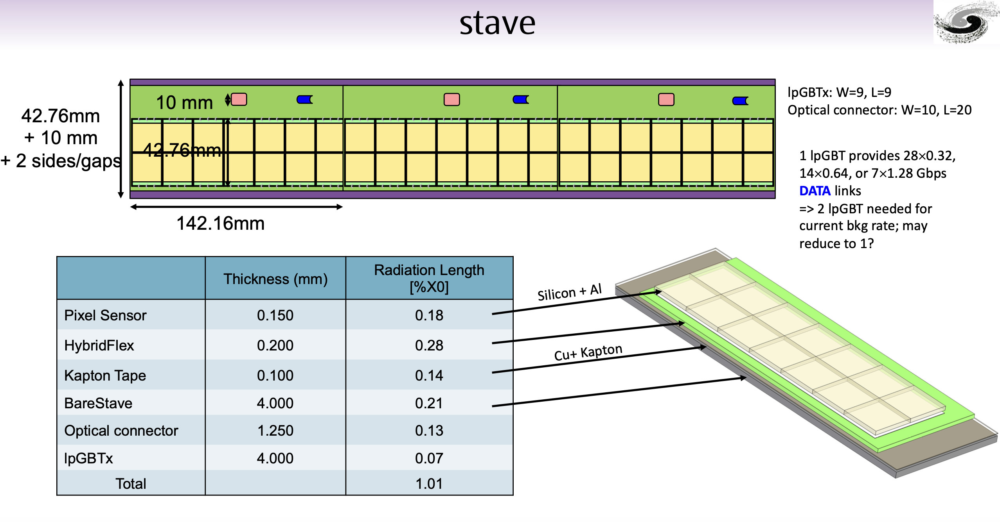 stave
42.76mm
+ 10 mm
+ 2 sides/gaps
10 mm
42.76mm
142.16mm
lpGBTx: W=9, L=9
Optical connector: W=10, L=20
1 lpGBT provides 28×0.32,
14×0.64, or 7×1.28 Gbps
DATA links
=> 2 lpGBT needed for
current bkg rate; may
reduce to 1?
Thickness (mm) Radiation Length
[%X0]
Pixel Sensor 0.150 0.18
HybridFlex 0.200 0.28
Kapton Tape 0.100 0.14
BareStave 4.000 0.21
Optical connector 1.250 0.13
lpGBTx 4.000 0.07
Total 1.01
Silicon + Al
Cu+ Kapton